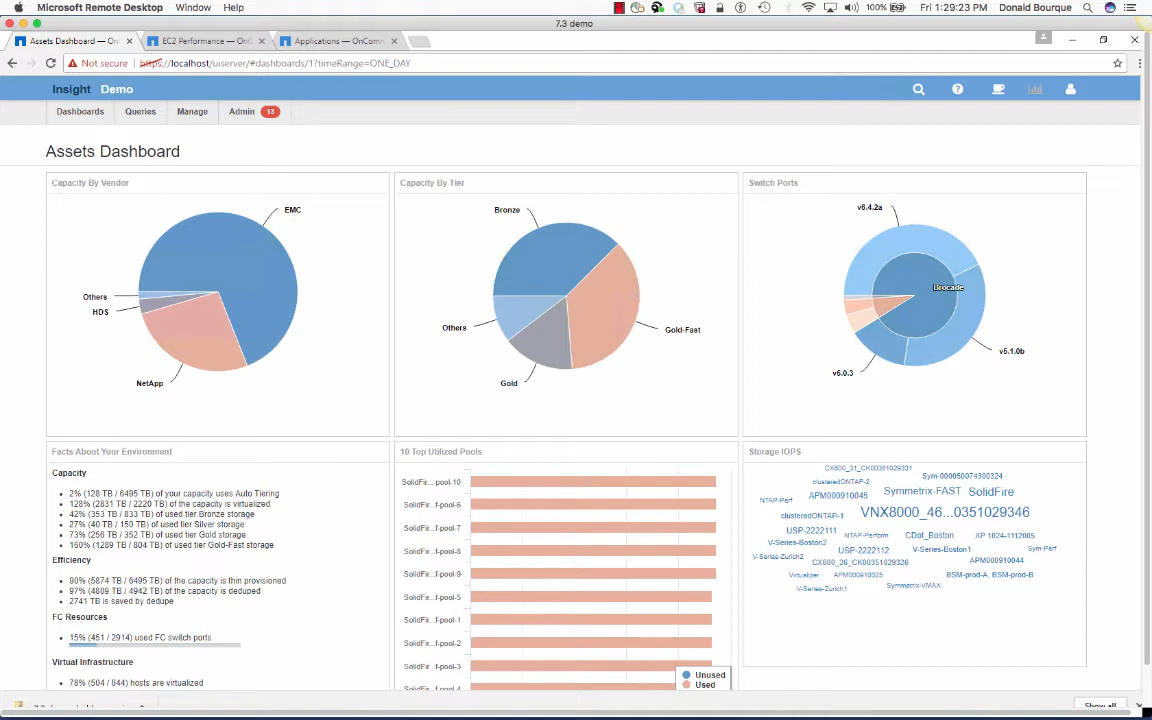 Microsoft Remote Desktop Window Help 100% Fri 1:29:23 PM Donald Bourque
7.3 demo
Assets Dashboard — On EC2 Performance — OnC Applications — OnComm
Not secure https://localhost/uiserver/#dashboards/1?timeRange=ONE_DAY
Insight Demo
Dashboards Queries Manage Admin 13
Assets Dashboard
Capacity By Vendor
EMC
Others
HDS
NetApp
Capacity By Tier
Bronze
Others
Gold-Fast
Gold
Switch Ports
v6.4.2a
Brocade
v5.1.0b
v5.0.3
Facts About Your Environment
Capacity
2% (128 TB / 6495 TB) of your capacity uses Auto Tiering
128% (2831 TB / 2220 TB) of the capacity is virtualized
42% (353 TB / 833 TB) of used tier Bronze storage
27% (40 TB / 150 TB) of used tier Silver storage
73% (256 TB / 352 TB) of used tier Gold storage
160% (1289 TB / 804 TB) of used tier Gold-Fast storage
Efficiency
90% (5874 TB / 6495 TB) of the capacity is thin provisioned
97% (4809 TB / 4942 TB) of the capacity is deduped
2741 TB is saved by dedupe
FC Resources
15% (451 / 2914) used FC switch ports
Virtual Infrastructure
78% (504 / 644) hosts are virtualized
10 Top Utilized Pools
SolidFir...-pool-10
SolidFir...f-pool-6
SolidFir...f-pool-7
SolidFir...f-pool-8
SolidFir...f-pool-9
SolidFir...f-pool-5
SolidFir...f-pool-1
SolidFir...f-pool-2
SolidFir...f-pool-3
SolidFir...f-pool-4
Unused
Used
Storage IOPS
CX600_31_CK00351029331
clusteredONTAP-2 Sym-000050074300324
NTAP-Perf APM000910045 Symmetrix-FAST SolidFire
clusteredONTAP-1 VNX8000_46...0351029346
USP-2222111 NTAP-Perform CDot_Boston XP 1024-1112005
V-Series-Boston2 USP-2222112 V-Series-Boston1 Sym-Perf
V-Series-Zurich2 CX600_26_CK00351029326 APM000910044
Virtualizer APM000910025 BSM-prod-A, BSM-prod-B
V-Series-Zurich1 Symmetrix-VMAX
Show all